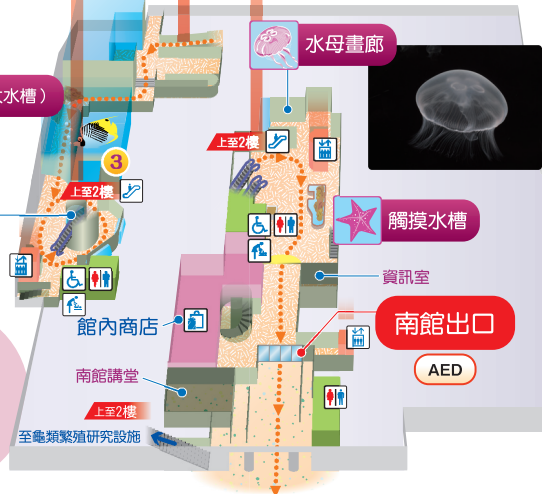 水母畫廊
水槽）
上至2樓
3
上至2樓
觸摸水槽
資訊室
館內商店
南館出口
AED
南館講堂
上至2樓
至龜類繁殖研究設施